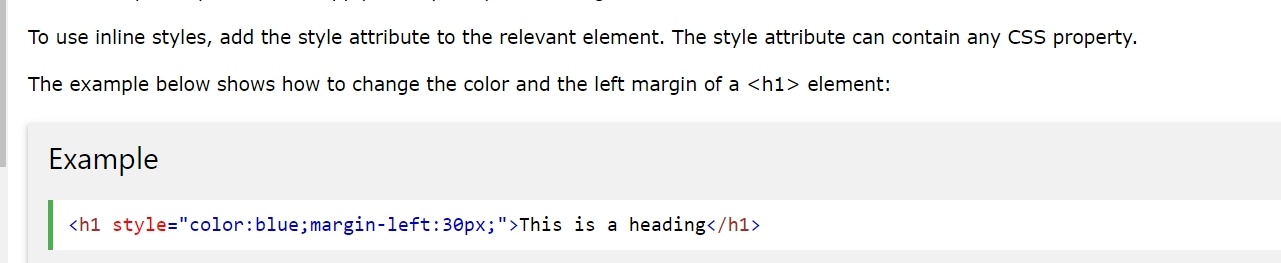 To use inline styles, add the style attribute to the relevant element. The style attribute can contain any CSS property.
The example below shows how to change the color and the left margin of a <h1> element:
Example
<h1 style="color:blue;margin-left:30px;">This is a heading</h1>